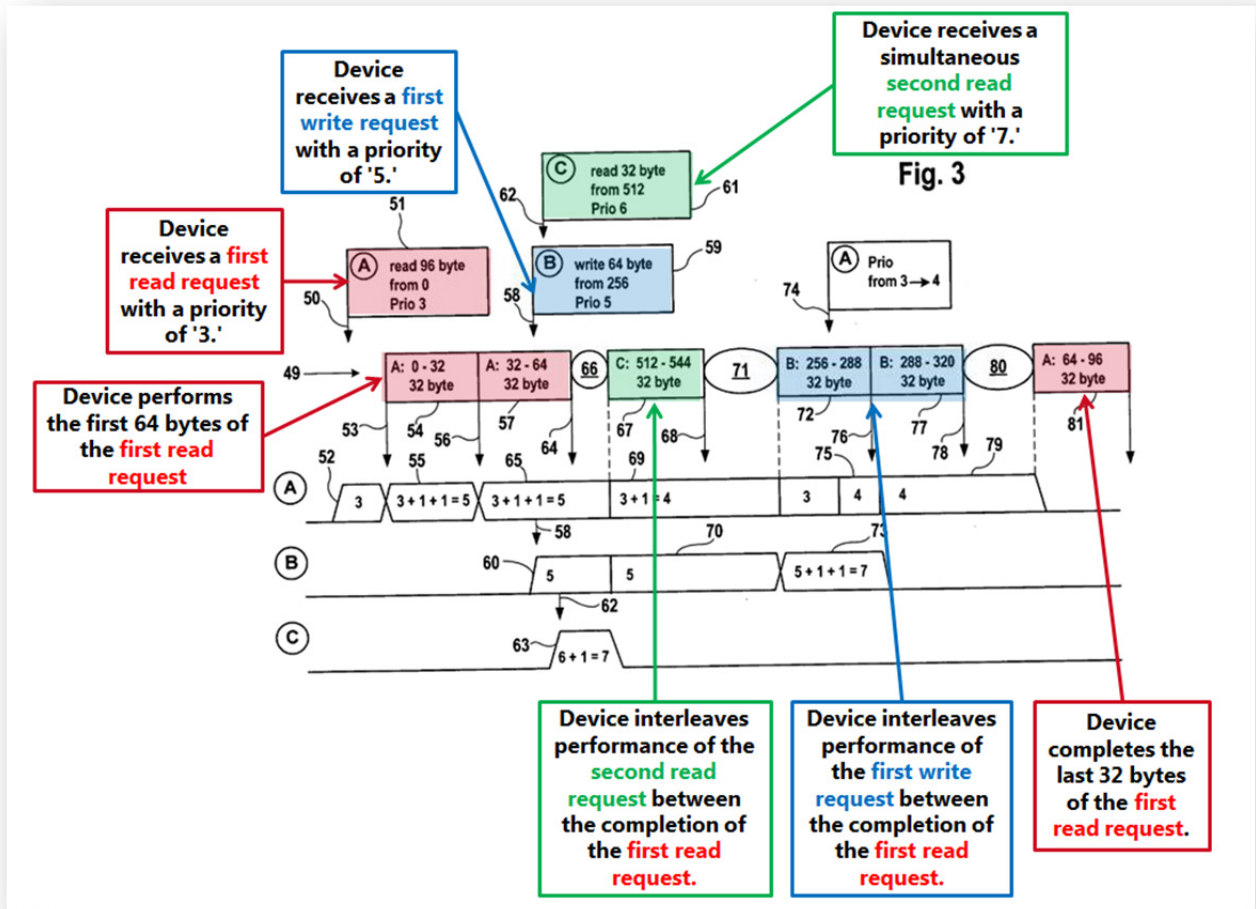 Device receives a
simultaneous
second read
request with a
priority of '7.'
Device
receives a first
write request
with a priority
of '5.'
Fig. 3
C read 32 byte
from 512
Prio 6
62
61
51
Device
receives a first
read request
with a priority
of '3.'
A read 96 byte
from 0
Prio 3
50
B write 64 byte
from 256
Prio 5
58
59
A Prio
from 3→4
74
49
A: 0 - 32
32 byte
A: 32 - 64
32 byte
66
C: 512 - 544
32 byte
71
B: 256 - 288
32 byte
B: 288 - 320
32 byte
80
A: 64 - 96
32 byte
Device performs
the first 64 bytes of
the first read
request
53
54
56
57
64
67
68
72
76
77
78
81
52
55
65
69
75
79
A
3
3+1+1=5
3+1+1=5
3+1=4
3
4
4
58
70
73
B
60
5
5
5+1+1=7
62
C
63
6+1=7
Device interleaves
performance of the
second read
request between
the completion of
the first read
request.
Device interleaves
performance of
the first write
request between
the completion of
the first read
request.
Device
completes the
last 32 bytes
of the first
read request.